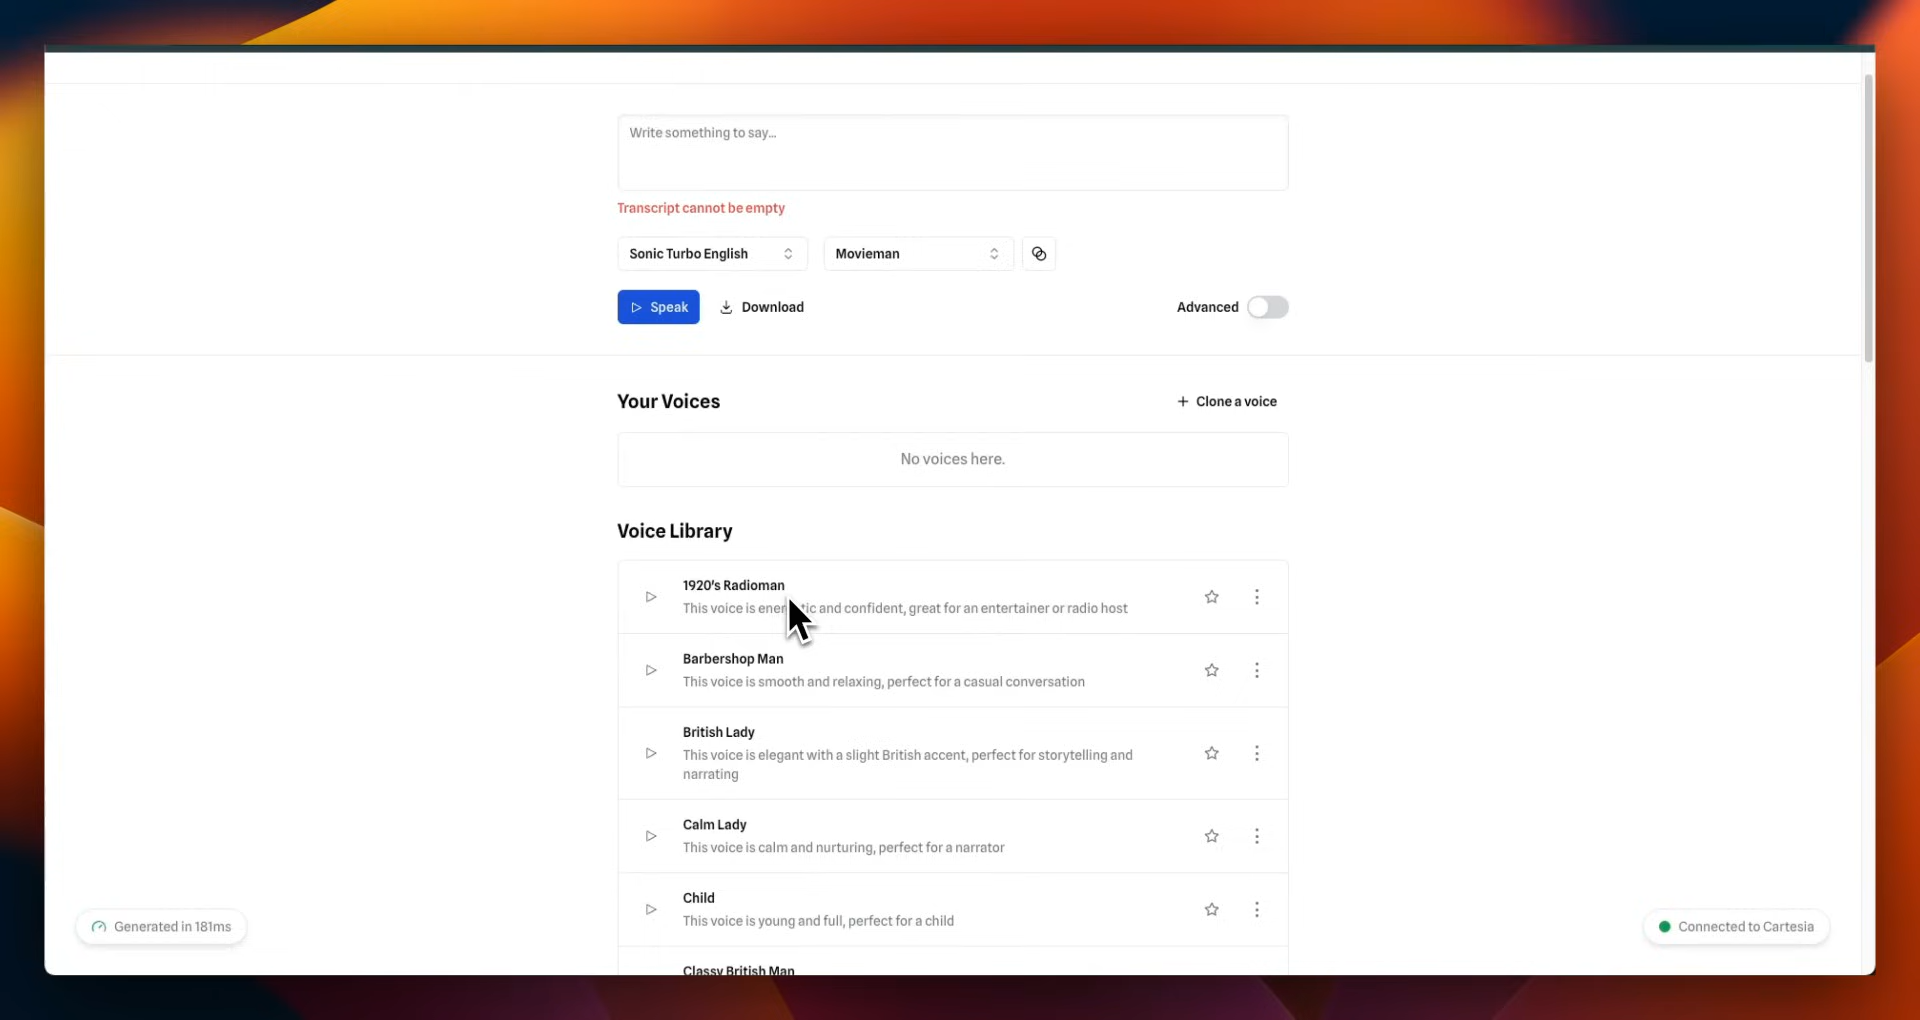 Write something to say...
Transcript cannot be empty
Sonic Turbo English
Movieman
Speak
Download
Advanced
Your Voices
Clone a voice
No voices here.
Voice Library
1920's Radioman
This voice is and confident, great for an entertainer or radio host
Barbershop Man
This voice is smooth and relaxing, perfect for a casual conversation
British Lady
This voice is elegant with a slight British accent, perfect for storytelling and
narrating
Calm Lady
This voice is calm and nurturing, perfect for a narrator
Child
This voice is young and full, perfect for a child
Classy British Man
Generated in 181ms
Connected to Cartesia